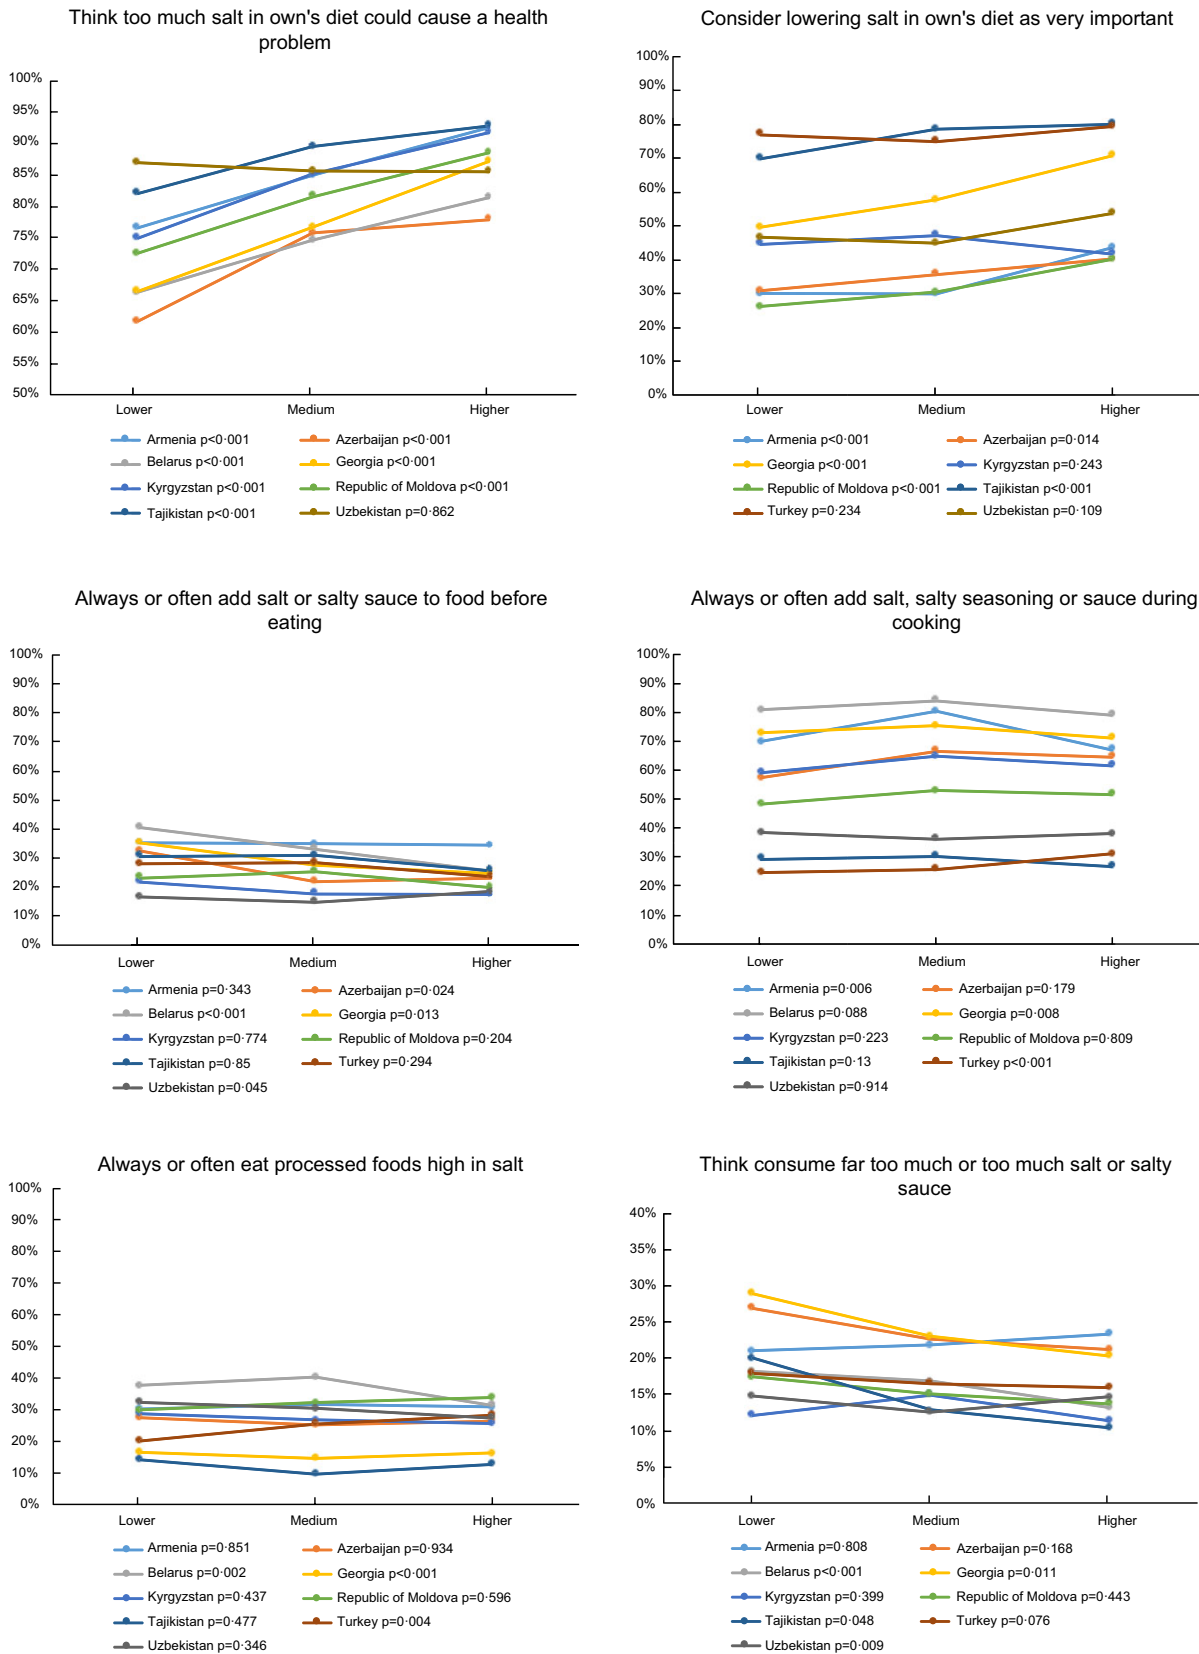 Think too much salt in own's diet could cause a health
problem
100%
95%
90%
85%
80%
75%
70%
65%
60%
55%
50%
Lower Medium Higher
Armenia p<0·001 Azerbaijan p<0·001
Belarus p<0·001 Georgia p<0·001
Kyrgyzstan p<0·001 Republic of Moldova p<0·001
Tajikistan p<0·001 Uzbekistan p=0·862
Consider lowering salt in own's diet as very important
100%
90%
80%
70%
60%
50%
40%
30%
20%
10%
0%
Lower Medium Higher
Armenia p<0·001 Azerbaijan p=0·014
Georgia p<0·001 Kyrgyzstan p=0·243
Republic of Moldova p<0·001 Tajikistan p<0·001
Turkey p=0·234 Uzbekistan p=0·109
Always or often add salt or salty sauce to food before
eating
100%
90%
80%
70%
60%
50%
40%
30%
20%
10%
0%
Lower Medium Higher
Armenia p=0·343 Azerbaijan p=0·024
Belarus p<0·001 Georgia p=0·013
Kyrgyzstan p=0·774 Republic of Moldova p=0·204
Tajikistan p=0·85 Turkey p=0·294
Uzbekistan p=0·045
Always or often add salt, salty seasoning or sauce during
cooking
100%
90%
80%
70%
60%
50%
40%
30%
20%
10%
0%
Lower Medium Higher
Armenia p=0·006 Azerbaijan p=0·179
Belarus p=0·088 Georgia p=0·008
Kyrgyzstan p=0·223 Republic of Moldova p=0·809
Tajikistan p=0·13 Turkey p<0·001
Uzbekistan p=0·914
Always or often eat processed foods high in salt
100%
90%
80%
70%
60%
50%
40%
30%
20%
10%
0%
Lower Medium Higher
Armenia p=0·851 Azerbaijan p=0·934
Belarus p=0·002 Georgia p<0·001
Kyrgyzstan p=0·437 Republic of Moldova p=0·596
Tajikistan p=0·477 Turkey p=0·004
Uzbekistan p=0·346
Think consume far too much or too much salt or salty
sauce
40%
35%
30%
25%
20%
15%
10%
5%
0%
Lower Medium Higher
Armenia p=0·808 Azerbaijan p=0·168
Belarus p<0·001 Georgia p=0·011
Kyrgyzstan p=0·399 Republic of Moldova p=0·443
Tajikistan p=0·048 Turkey p=0·076
Uzbekistan p=0·009